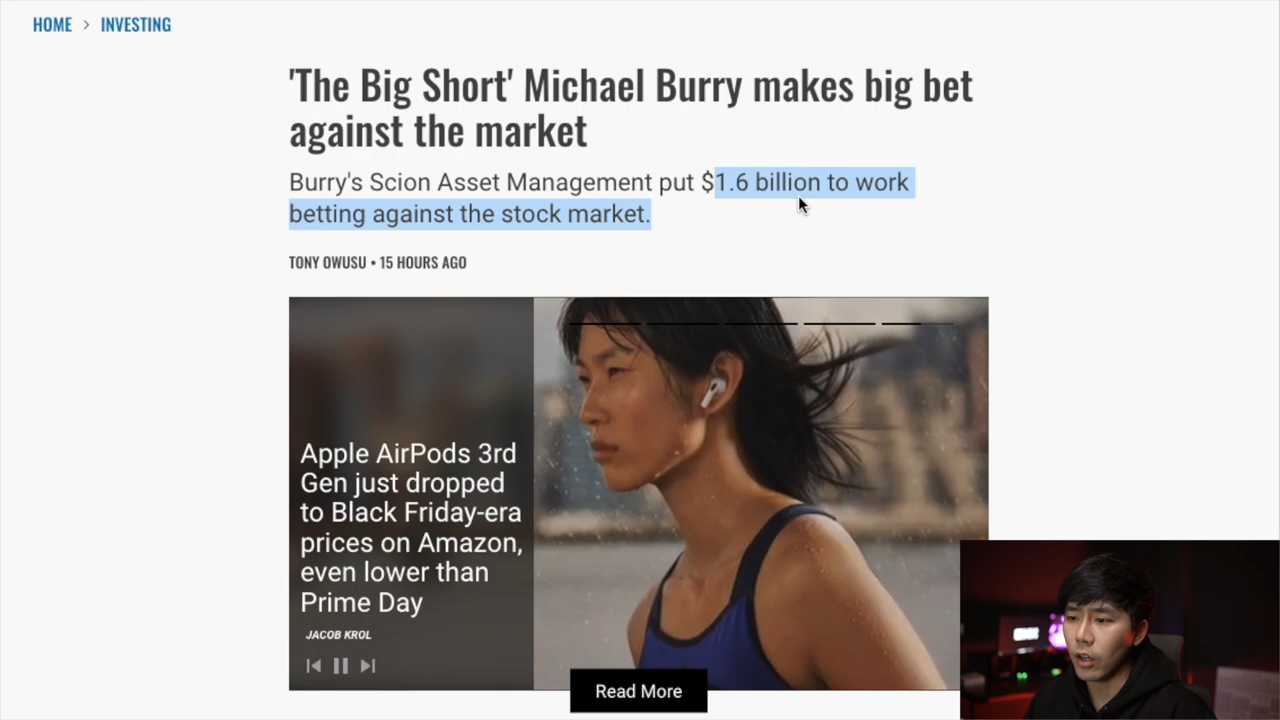 HOME > INVESTING
'The Big Short' Michael Burry makes big bet
against the market
Burry's Scion Asset Management put $1.6 billion to work
betting against the stock market.
TONY OWUSU • 15 HOURS AGO
Apple AirPods 3rd
Gen just dropped
to Black Friday-era
prices on Amazon,
even lower than
Prime Day
JACOB KROL
Read More